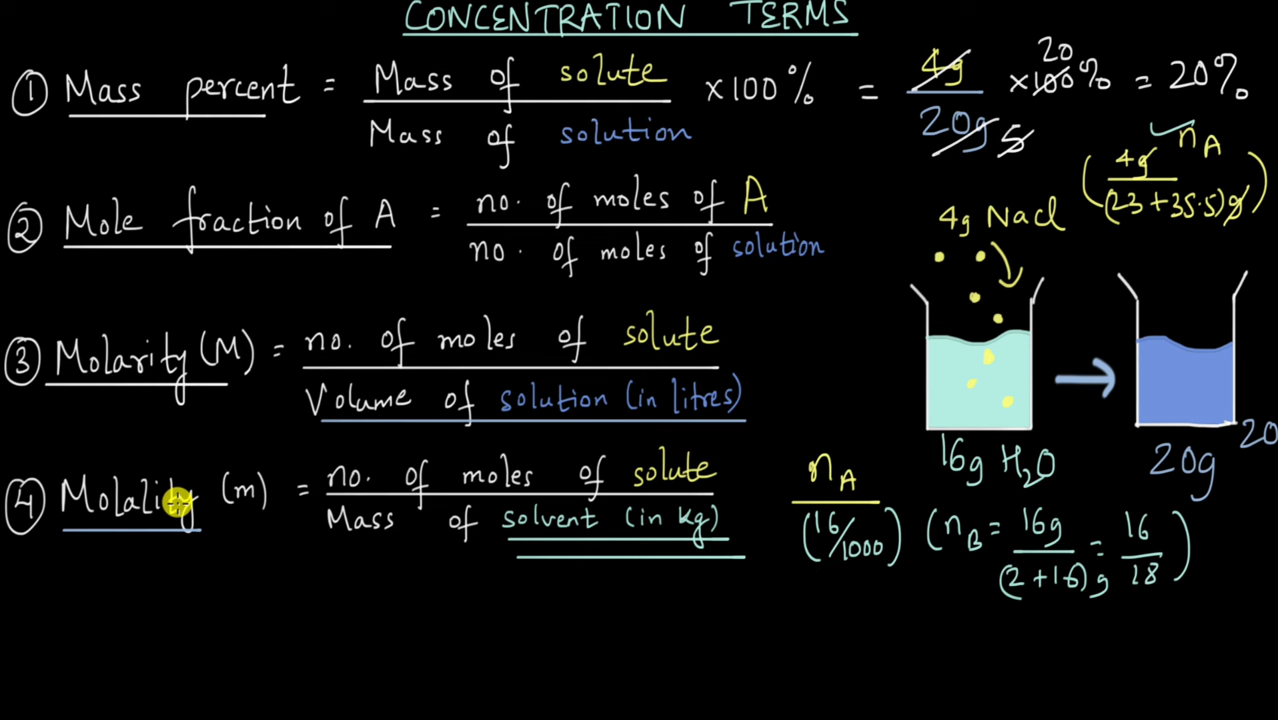 CONCENTRATION TERMS
① Mass percent = Mass of solute / Mass of solution ×100% = 4g / 20g 5 ×100% 20 = 20%
② Mole fraction of A = no. of moles of A / no. of moles of solution
(4g / (23+35.5)g) nA
4g NaCl
③ Molarity (M) = no. of moles of solute / Volume of solution (in litres)
16g H₂O
20g
20
④ Molality (m) = no. of moles of solute / Mass of solvent (in kg)
nA / (16/1000)
(nB = 16g / (2+16)g = 16 / 18)